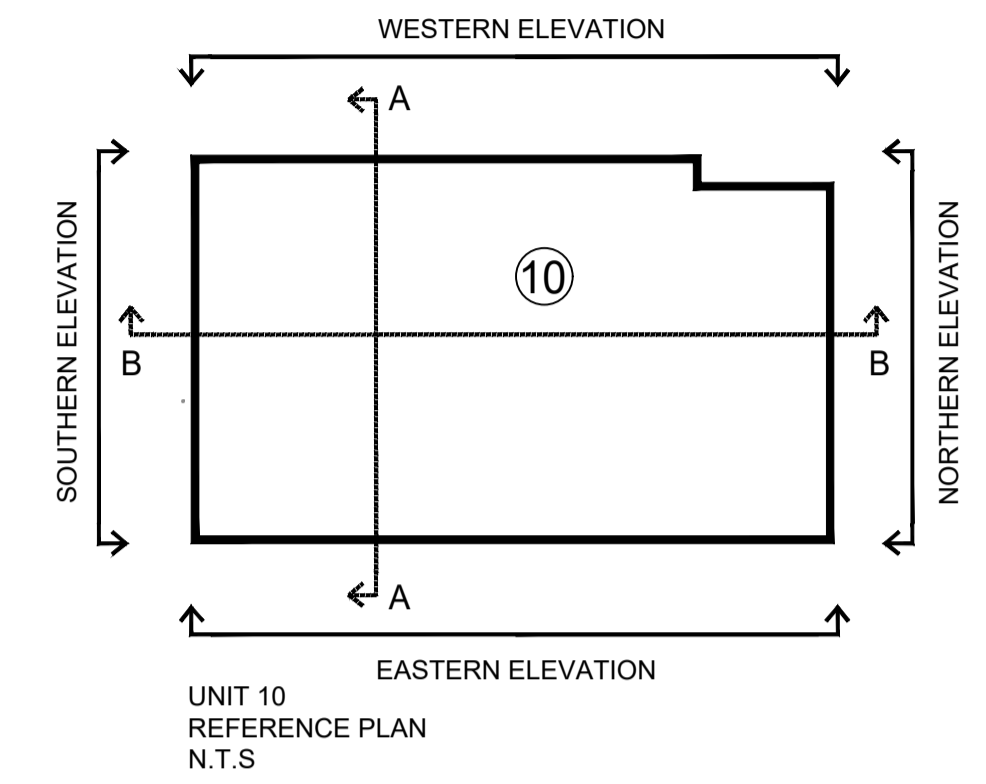 WESTERN ELEVATION
A
SOUTHERN ELEVATION
10
NORTHERN ELEVATION
B
B
A
EASTERN ELEVATION
UNIT 10
REFERENCE PLAN
N.T.S